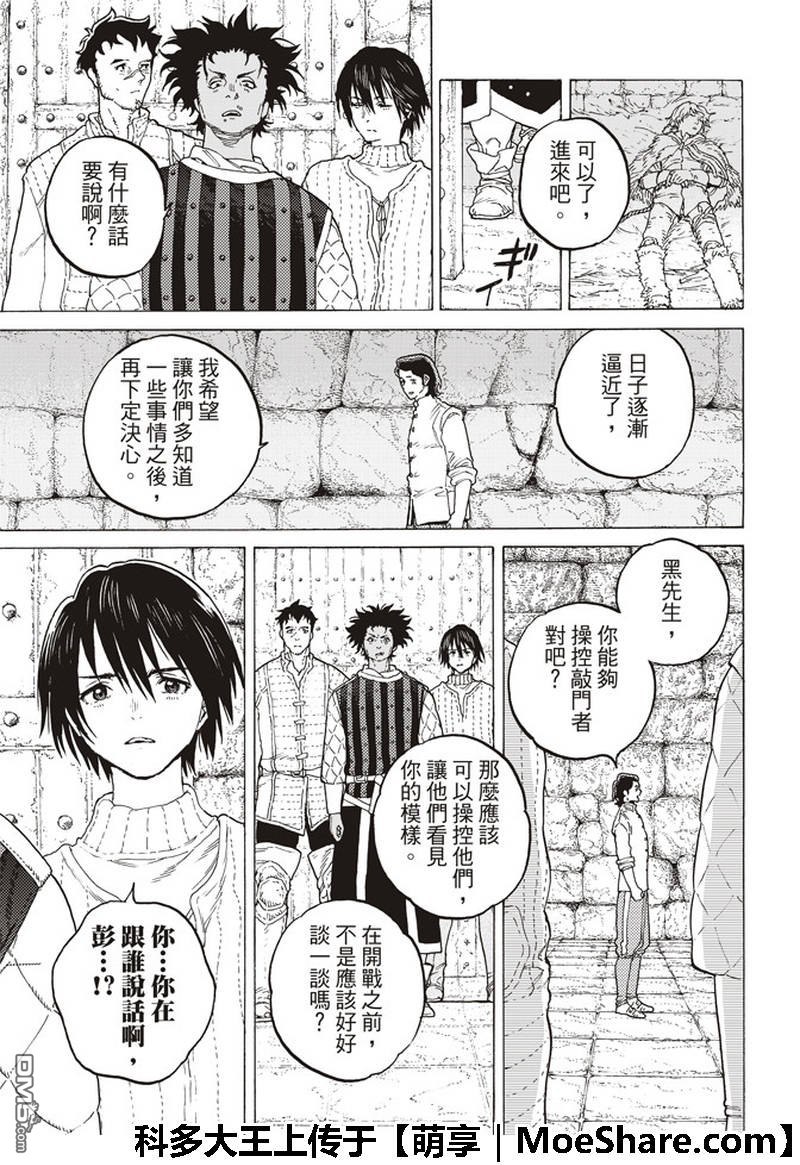 可以了，
進來吧。
ギィ
有什麼話
要說啊？
日子逐漸
逼近了，
我希望
讓你們多知道
一些事情之後，
再下定決心。
黑先生，
你能夠
操控敲門者
對吧？
那麼應該
可以操控他們，
讓他們看見
你的模樣。
在開戰之前，
不是應該好好
談一談嗎？
你…你在
跟誰說話啊，
彭…!?
DM5
科多大王上传于【萌享 | MoeShare.com】